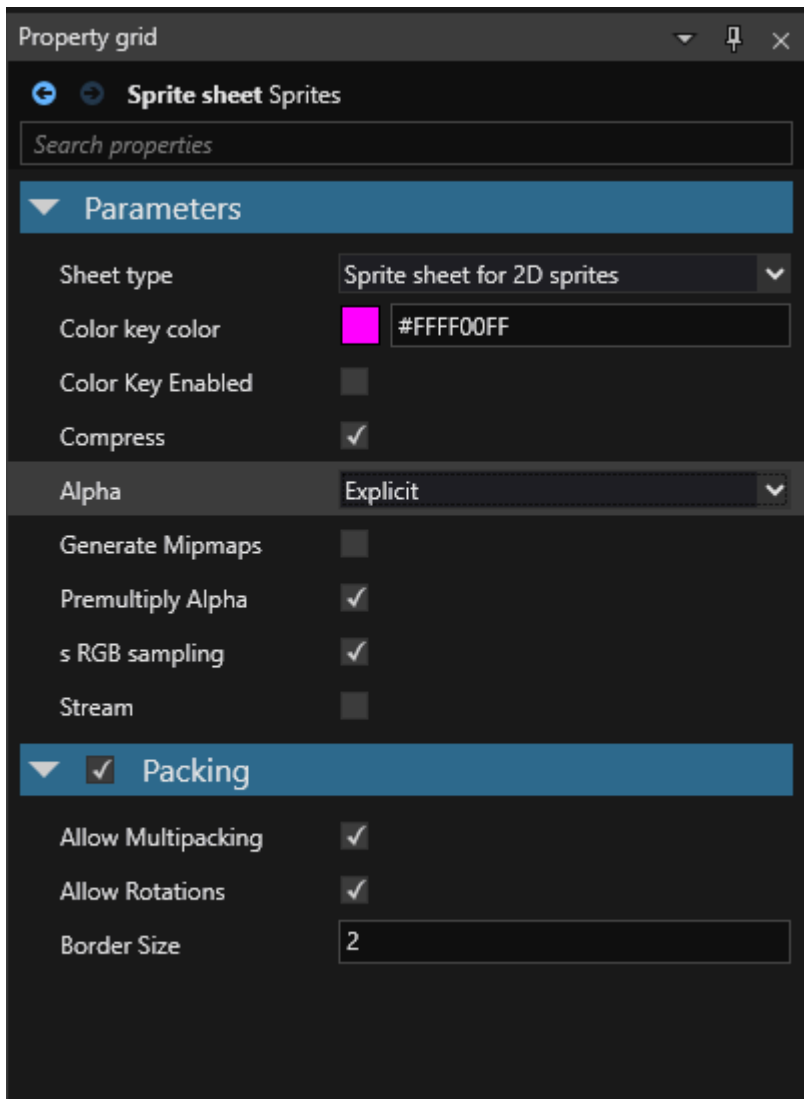 Property grid
Sprite sheet Sprites
Search properties
Parameters
Sheet type Sprite sheet for 2D sprites
Color key color #FFFF00FF
Color Key Enabled
Compress
Alpha Explicit
Generate Mipmaps
Premultiply Alpha
s RGB sampling
Stream
Packing
Allow Multipacking
Allow Rotations
Border Size 2